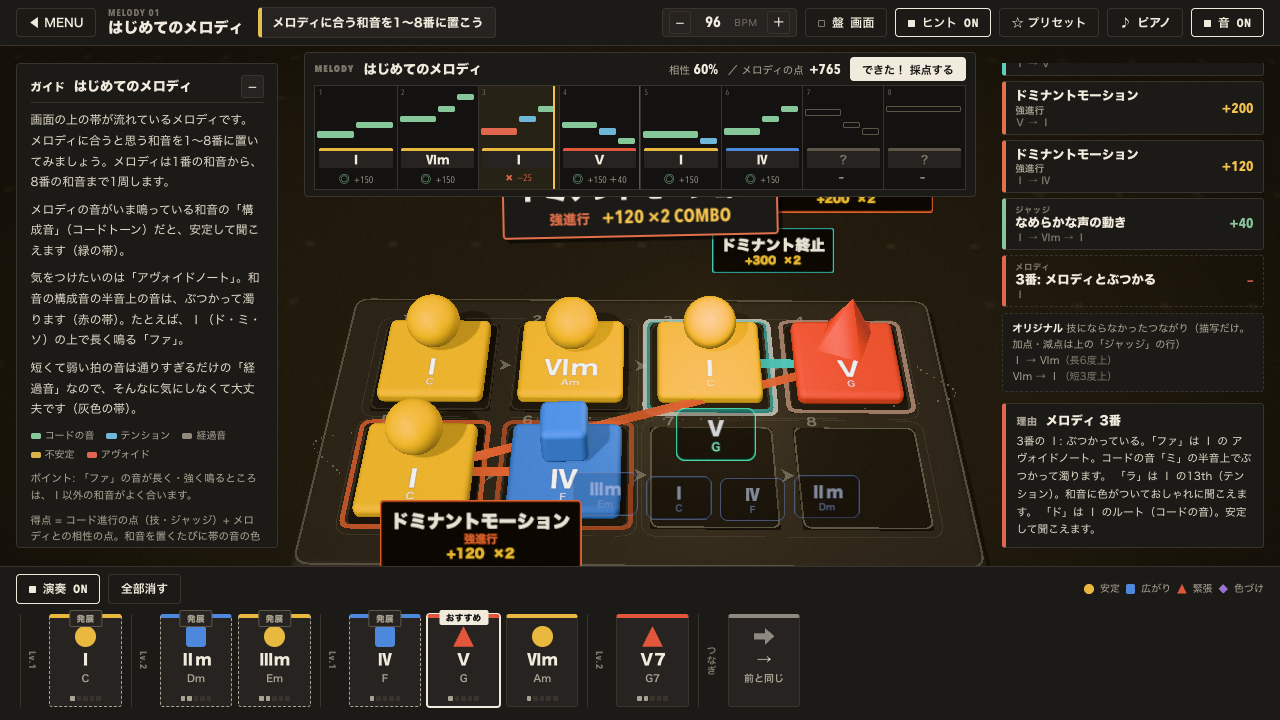 ◀ MENU
MELODY 01
はじめてのメロディ
メロディに合う和音を1〜8番に置こう
− 96 BPM +
盤 画面
ヒント ON
☆ プリセット
♪ ピアノ
音 ON
ガイド はじめてのメロディ −
画面の上の帯が流れているメロディです。
メロディに合うと思う和音を1〜8番に置い
てみましょう。メロディは1番の和音から、
8番の和音まで1周します。
メロディの音がいま鳴っている和音の「構
成音」（コードトーン）だと、安定して聞こ
えます（緑の帯）。
気をつけたいのは「アヴォイドノート」。和
音の構成音の半音上の音は、ぶつかって濁
ります（赤の帯）。たとえば、Ⅰ（ド・ミ・
ソ）の上で長く鳴る「ファ」。
短くて弱い拍の音は通りすぎるだけの「経
過音」なので、そんなに気にしなくて大丈
夫です（灰色の帯）。
コードの音 テンション 経過音
不安定 アヴォイド
ポイント: 「ファ」の音が長く・強く鳴るところ
は、Ⅰ以外の和音がよく合います。
得点 = コード進行の点（技・ジャッジ）+ メロ
ディとの相性の点。和音を置くたびに帯の音の色
MELODY はじめてのメロディ
相性 60% ／ メロディの点 +765
できた！ 採点する
1 2 3 4 5 6 7 8
Ⅰ Ⅵm Ⅰ Ⅴ Ⅰ Ⅳ ? ?
◎ +150 ◎ +150 ✖ −25 ◎ +150 +40 ◎ +150 ◎ +150 – –
強進行 +120 ×2 COMBO
+200 ×2
ドミナント終止
+300 ×2
Ⅰ C
Ⅵm Am
Ⅰ C
Ⅴ G
Ⅰ C
Ⅳ F
Ⅴ G
7 8
Ⅲm Em
Ⅰ C
Ⅳ F
Ⅱm Dm
ドミナントモーション
強進行
+120 ×2
Ⅰ → Ⅴ
ドミナントモーション
強進行
Ⅴ → Ⅰ
+200
ドミナントモーション
強進行
Ⅰ → Ⅳ
+120
ジャッジ
なめらかな声の動き
Ⅰ → Ⅵm → Ⅰ
+40
メロディ
3番: メロディとぶつかる
Ⅰ
–
オリジナル 技にならなかったつながり（描写だけ。
加点・減点は上の「ジャッジ」の行）
Ⅰ → Ⅵm（長6度上）
Ⅵm → Ⅰ（短3度上）
理由 メロディ 3番
3番の Ⅰ: ぶつかっている。「ファ」は Ⅰ の ア
ヴォイドノート。コードの音「ミ」の半音上でぶ
つかって濁ります。 「ラ」は Ⅰ の13th（テン
ション）。和音に色がついておしゃれに聞こえま
す。 「ド」は Ⅰ のルート（コードの音）。安定
して聞こえます。
演奏 ON
全部消す
安定 広がり 緊張 色づけ
Lv.1
発展
Ⅰ
C
Lv.2
発展
Ⅱm
Dm
発展
Ⅲm
Em
Lv.1
発展
Ⅳ
F
おすすめ
Ⅴ
G
Ⅵm
Am
Lv.2
Ⅴ7
G7
つなぎ
→
前と同じ